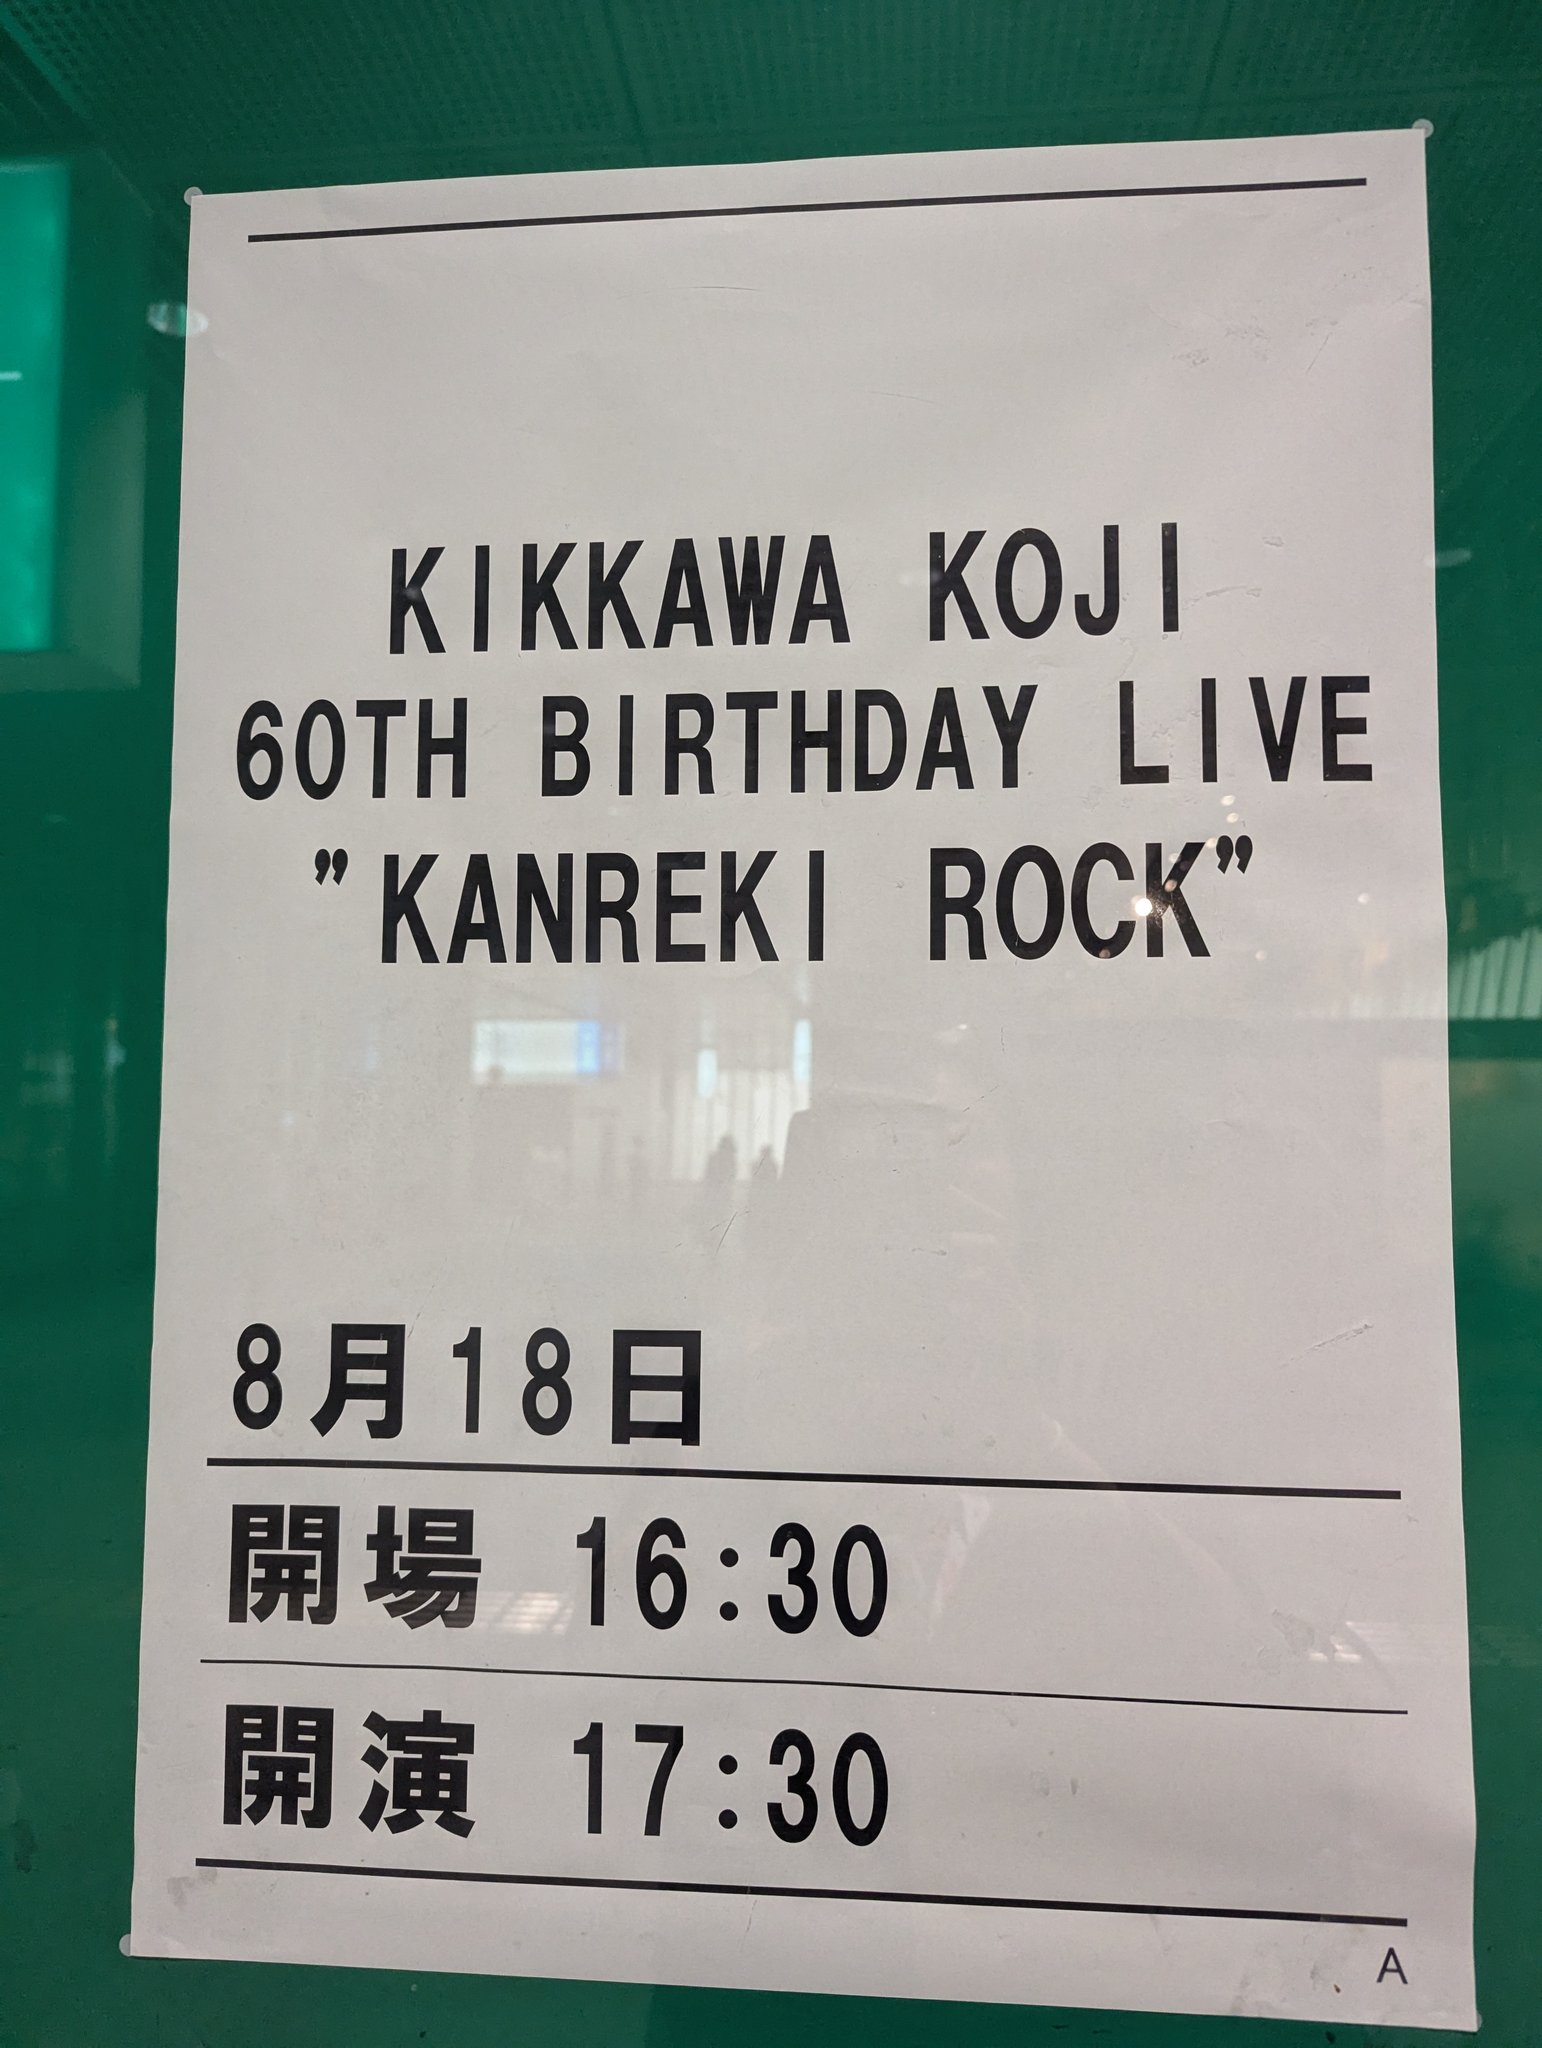 KIKKAWA KOJI
60TH BIRTHDAY LIVE
”KANREKI ROCK”
8月18日
開場 16:30
開演 17:30
A